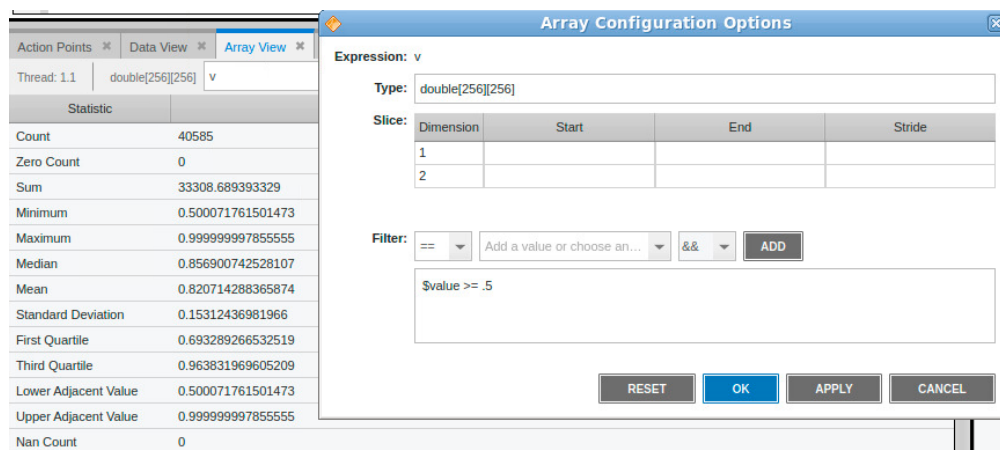 Array Configuration Options
Action Points Data View Array View
Thread: 1.1 double[256][256] v
Statistic
Count 40585
Zero Count 0
Sum 33308.689393329
Minimum 0.500071761501473
Maximum 0.999999997855555
Median 0.856900742528107
Mean 0.820714288365874
Standard Deviation 0.15312436981966
First Quartile 0.693289266532519
Third Quartile 0.963831969605209
Lower Adjacent Value 0.500071761501473
Upper Adjacent Value 0.999999997855555
Nan Count 0
Expression: v
Type: double[256][256]
Slice: Dimension Start End Stride
1
2
Filter: == Add a value or choose an... && ADD
$value >= .5
RESET OK APPLY CANCEL